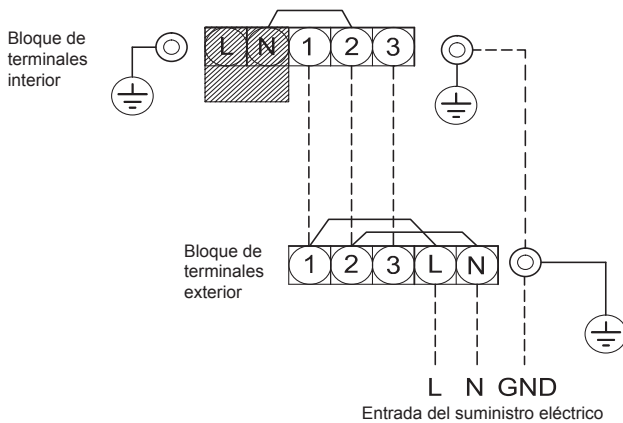 Bloque de
terminales
interior
L N 1 2 3
Bloque de
terminales
exterior
1 2 3 L N
L N GND
Entrada del suministro eléctrico